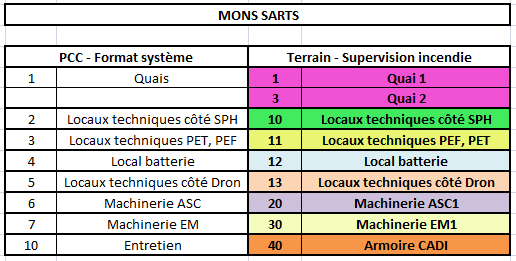 MONS SARTS
PCC - Format système Terrain - Supervision incendie
1 Quais 1 Quai 1
3 Quai 2
2 Locaux techniques côté SPH 10 Locaux techniques côté SPH
3 Locaux techniques PET, PEF 11 Locaux techniques PEF, PET
4 Local batterie 12 Local batterie
5 Locaux techniques côté Dron 13 Locaux techniques côté Dron
6 Machinerie ASC 20 Machinerie ASC1
7 Machinerie EM 30 Machinerie EM1
10 Entretien 40 Armoire CADI